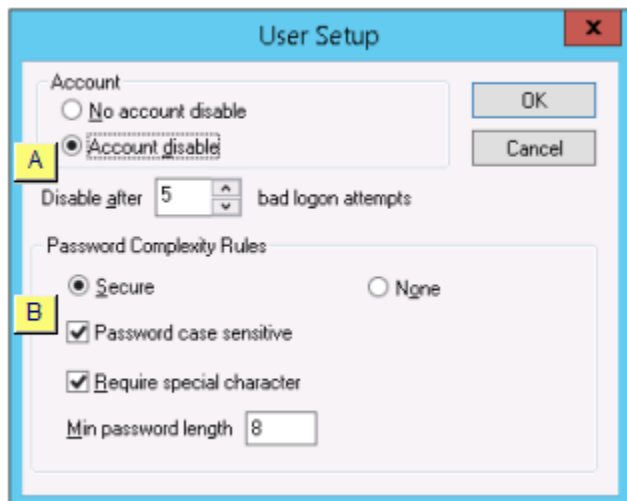 User Setup
x
Account
No account disable
OK
A
Account disable
Cancel
Disable after 5 bad logon attempts
Password Complexity Rules
Secure None
B
Password case sensitive
Require special character
Min password length 8